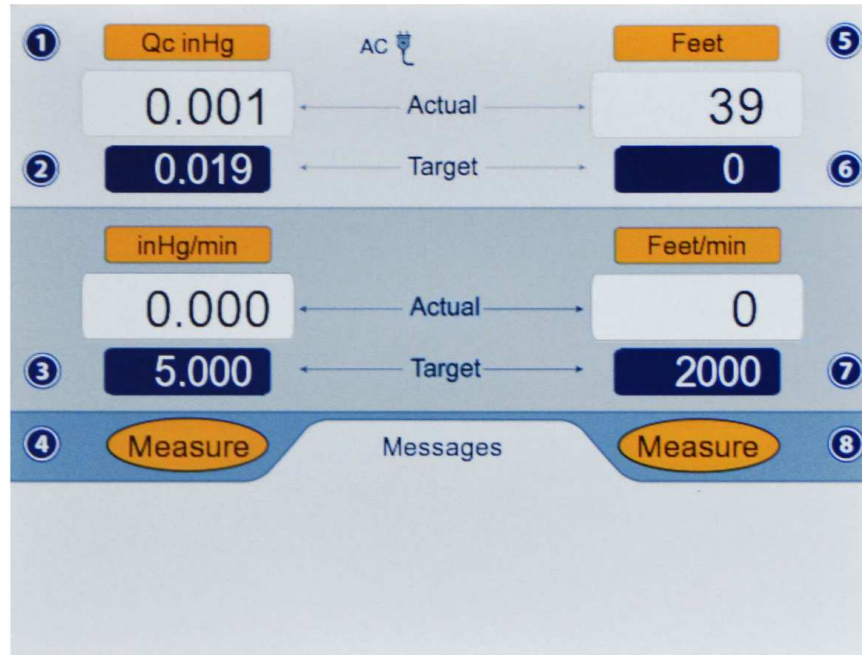 1 Qc inHg AC Feet 5
0.001 Actual 39
2 0.019 Target 0 6
inHg/min Feet/min
0.000 Actual 0
3 5.000 Target 2000 7
4 Measure Messages Measure 8